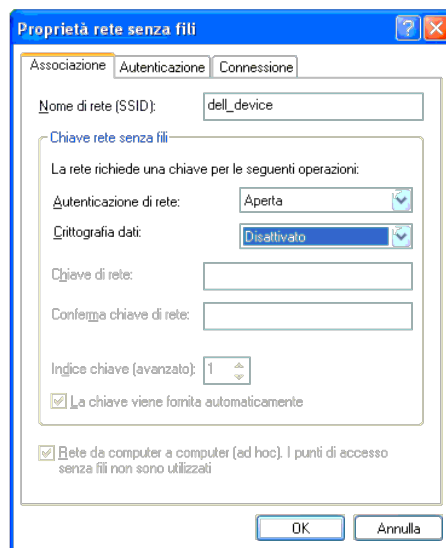 Proprietà rete senza fili
Associazione Autenticazione Connessione
Nome di rete (SSID): dell_device
Chiave rete senza fili
La rete richiede una chiave per le seguenti operazioni:
Autenticazione di rete: Aperta
Crittografia dati: Disattivato
Chiave di rete:
Conferma chiave di rete:
Indice chiave (avanzato): 1
La chiave viene fornita automaticamente
Rete da computer a computer (ad hoc). I punti di accesso
senza fili non sono utilizzati
OK Annulla